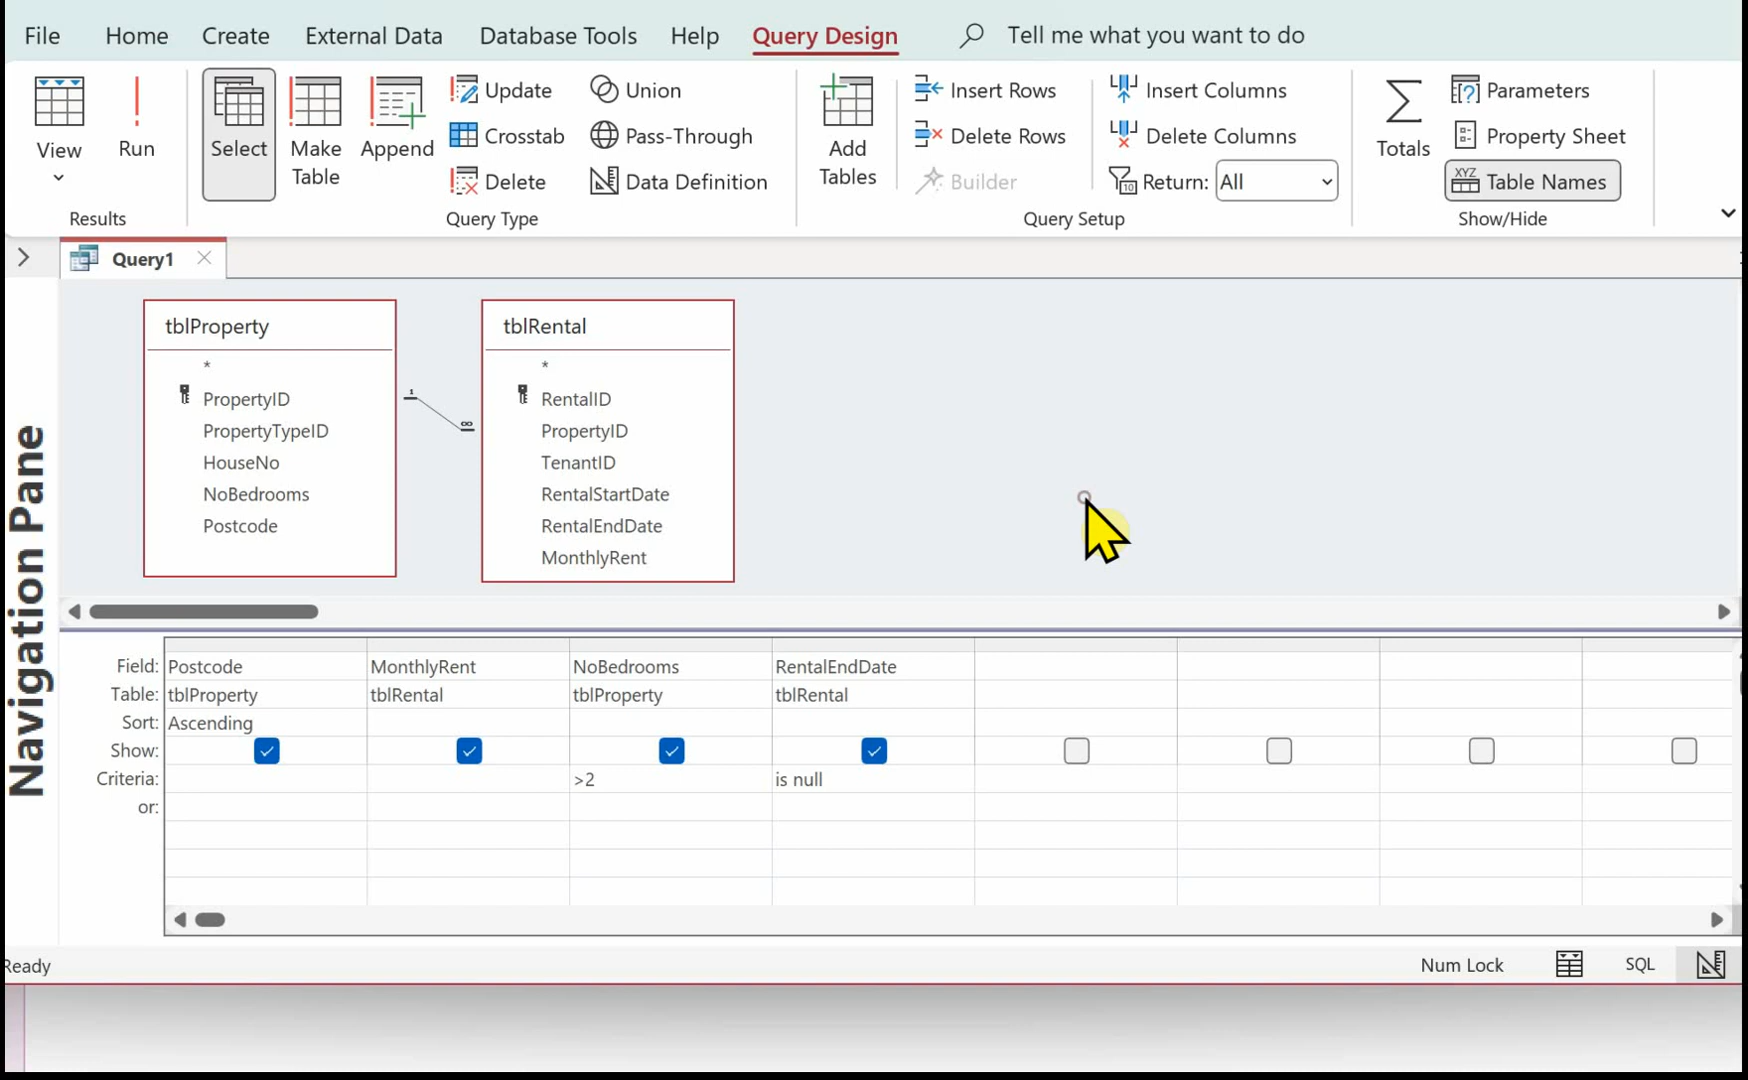 File Home Create External Data Database Tools Help Query Design Tell me what you want to do
View
Run
Results
Select
Make
Table
Append
Update
Crosstab
Delete
Union
Pass-Through
Data Definition
Query Type
Add
Tables
Insert Rows
Delete Rows
Builder
Insert Columns
Delete Columns
10
Return: All
Query Setup
Totals
Parameters
Property Sheet
XYZ
Table Names
Show/Hide
Query1
Navigation Pane
tblProperty
*
PropertyID
PropertyTypeID
HouseNo
NoBedrooms
Postcode
1
∞
tblRental
*
RentalID
PropertyID
TenantID
RentalStartDate
RentalEndDate
MonthlyRent
Field: Postcode MonthlyRent NoBedrooms RentalEndDate
Table: tblProperty tblRental tblProperty tblRental
Sort: Ascending
Show:
Criteria: >2 is null
or:
Ready Num Lock SQL